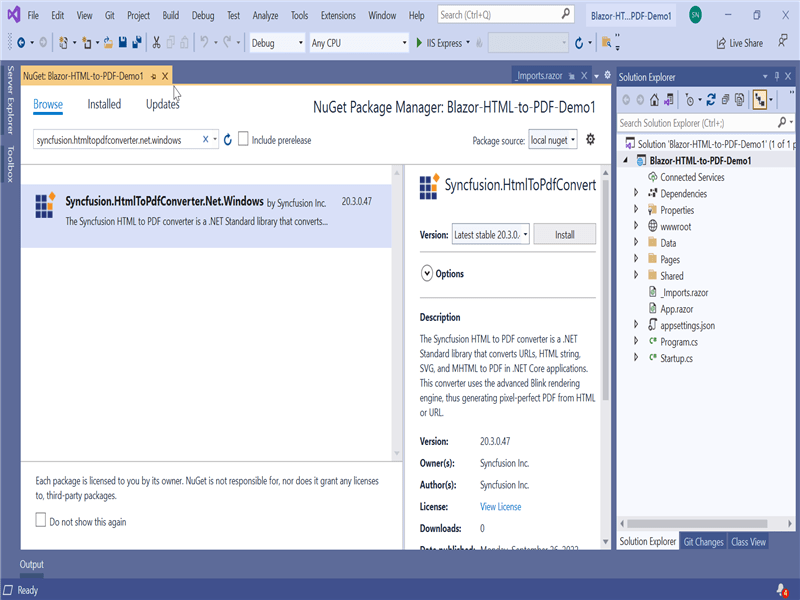 File Edit View Git Project Build Debug Test Analyze Tools Extensions Window Help Search (Ctrl+Q) Blazor-HT...PDF-Demo1 SN
Debug Any CPU IIS Express Live Share
Server Explorer
Toolbox
NuGet: Blazor-HTML-to-PDF-Demo1 _Imports.razor
Browse Installed Updates NuGet Package Manager: Blazor-HTML-to-PDF-Demo1
syncfusion.htmltopdfconverter.net.windows Include prerelease Package source: local nuget
Syncfusion.HtmlToPdfConverter.Net.Windows by Syncfusion Inc. 20.3.0.47
The Syncfusion HTML to PDF converter is a .NET Standard library that converts...
Each package is licensed to you by its owner. NuGet is not responsible for, nor does it grant any licenses
to, third-party packages.
Do not show this again
Syncfusion.HtmlToPdfConvert
Version: Latest stable 20.3.0. Install
Options
Description
The Syncfusion HTML to PDF converter is a .NET
Standard library that converts URLs, HTML string,
SVG, and MHTML to PDF in .NET Core applications.
This converter uses the advanced Blink rendering
engine, thus generating pixel-perfect PDF from HTML
or URL.
Version: 20.3.0.47
Owner(s): Syncfusion Inc.
Author(s): Syncfusion Inc.
License: View License
Downloads: 0
Date published: Monday, September 26, 2022
Solution Explorer
Search Solution Explorer (Ctrl+;)
Solution 'Blazor-HTML-to-PDF-Demo1' (1 of 1 p
Blazor-HTML-to-PDF-Demo1
Connected Services
Dependencies
Properties
wwwroot
Data
Pages
Shared
_Imports.razor
App.razor
appsettings.json
C# Program.cs
C# Startup.cs
Solution Explorer Git Changes Class View
Output
Ready 4